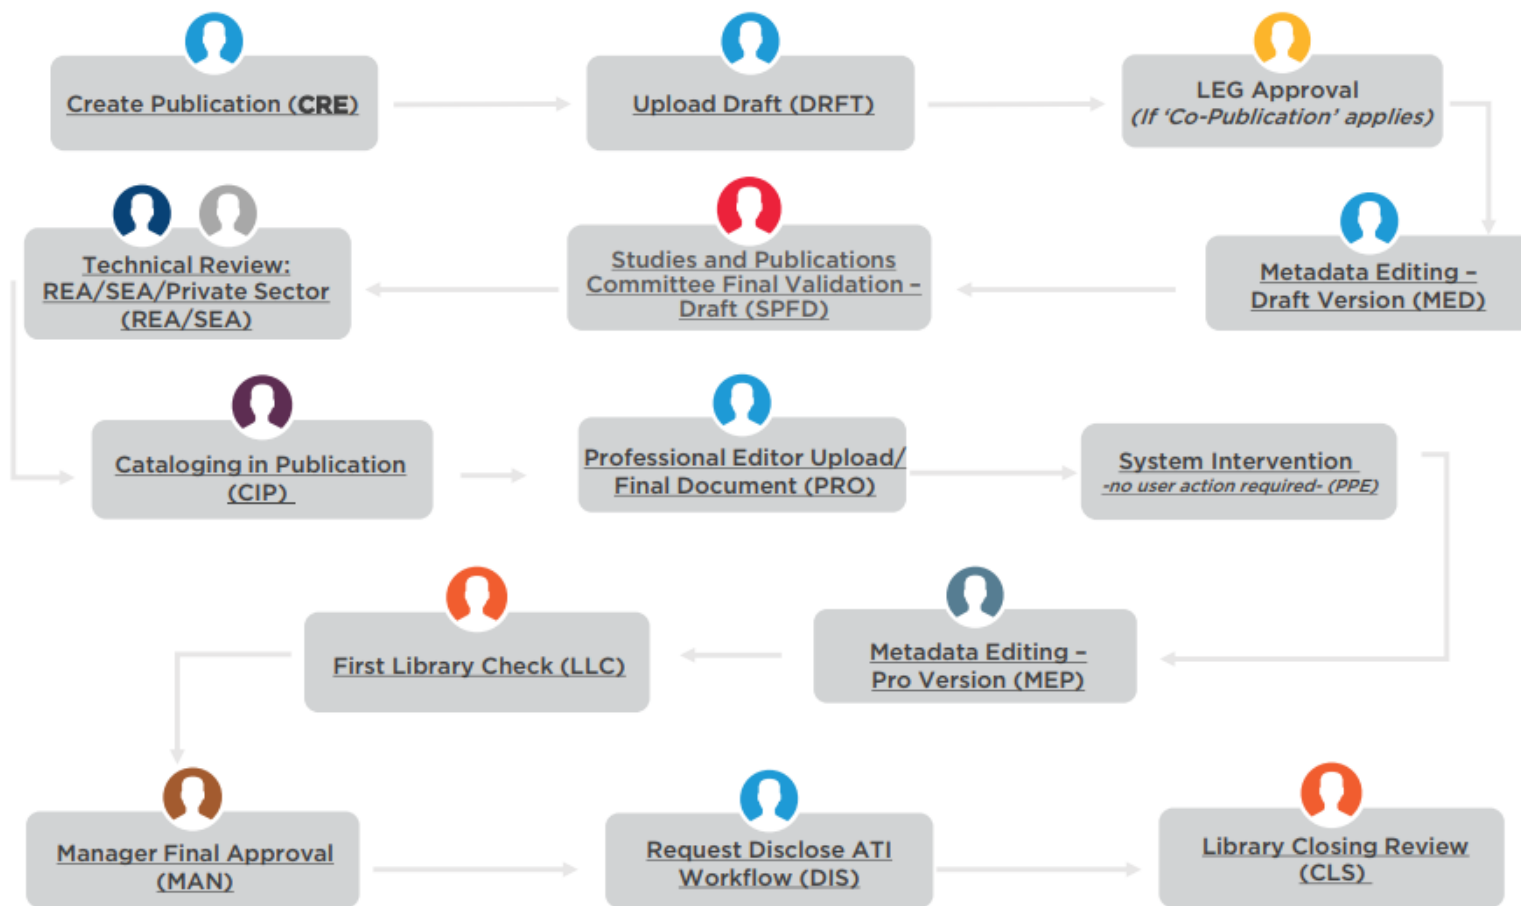 Create Publication (CRE)
Upload Draft (DRFT)
LEG Approval
(If ‘Co-Publication’ applies)
Metadata Editing –
Draft Version (MED)
Studies and Publications
Committee Final Validation –
Draft (SPFD)
Technical Review:
REA/SEA/Private Sector
(REA/SEA)
Cataloging in Publication
(CIP)
Professional Editor Upload/
Final Document (PRO)
System Intervention
-no user action required- (PPE)
Metadata Editing –
Pro Version (MEP)
First Library Check (LLC)
Manager Final Approval
(MAN)
Request Disclose ATI
Workflow (DIS)
Library Closing Review
(CLS)